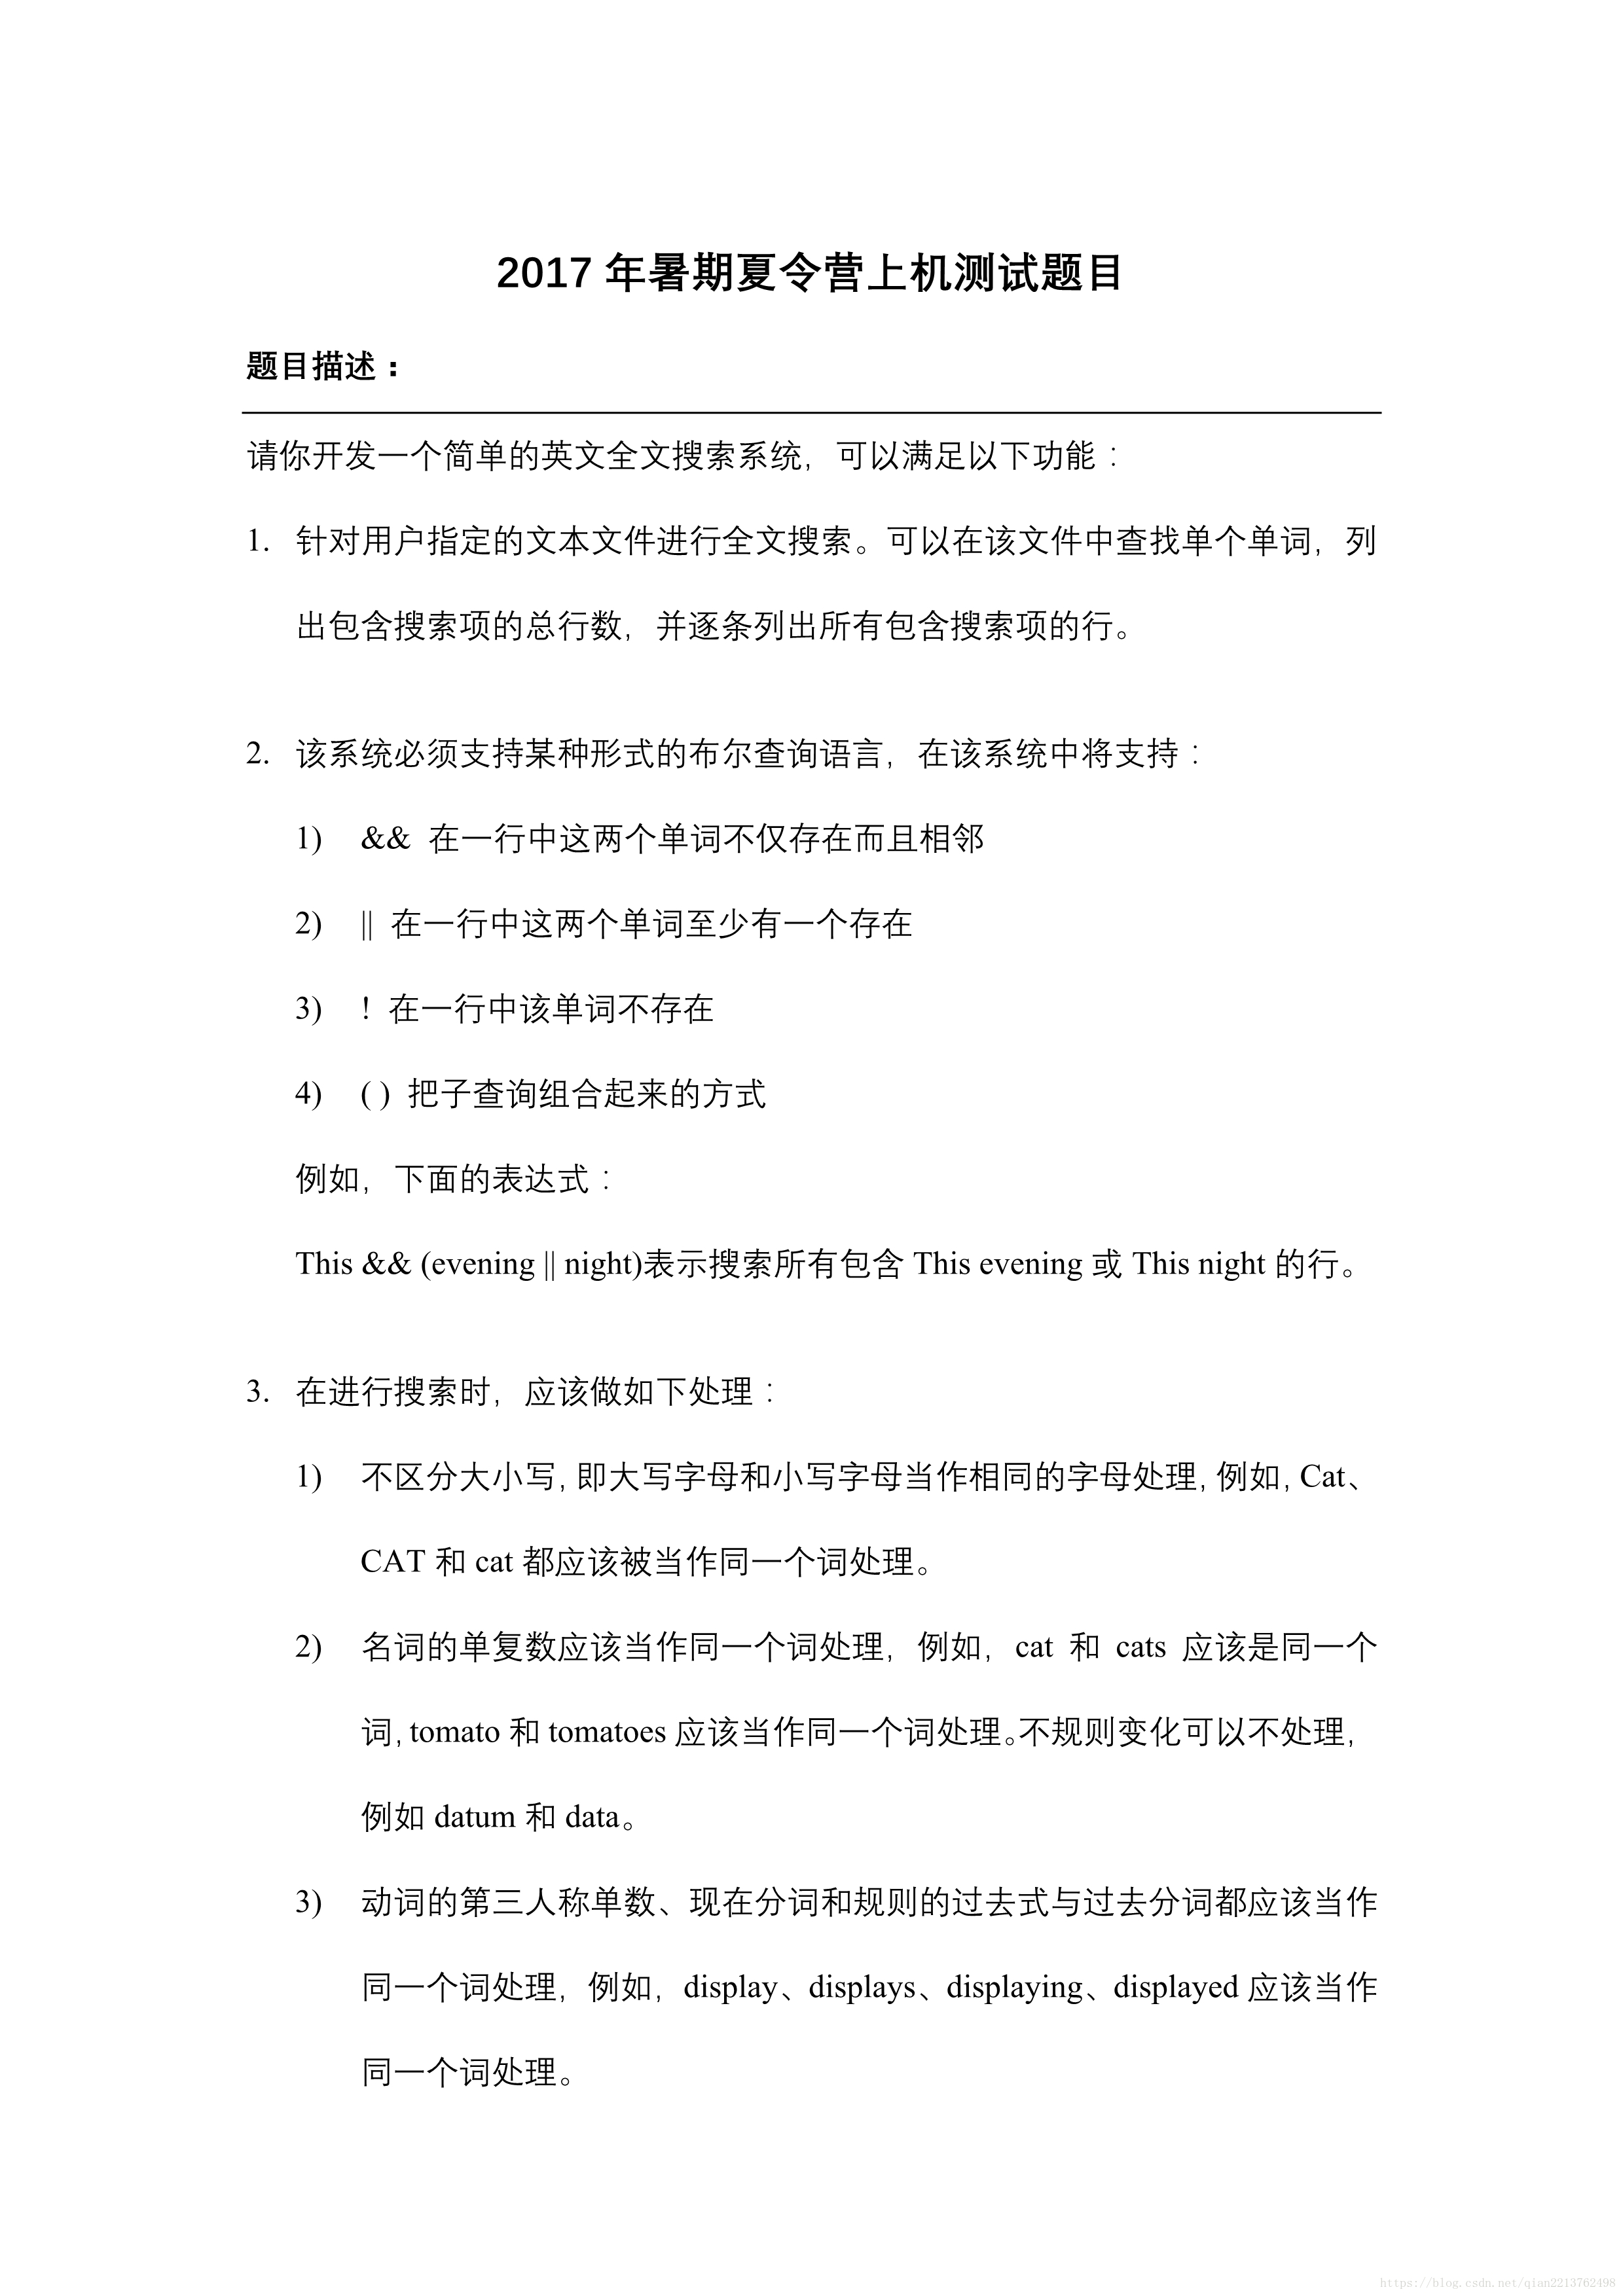 2017 年暑期夏令营上机测试题目
题目描述：
请你开发一个简单的英文全文搜索系统，可以满足以下功能：
1. 针对用户指定的文本文件进行全文搜索。可以在该文件中查找单个单词，列
出包含搜索项的总行数，并逐条列出所有包含搜索项的行。
2. 该系统必须支持某种形式的布尔查询语言，在该系统中将支持：
1) && 在一行中这两个单词不仅存在而且相邻
2) || 在一行中这两个单词至少有一个存在
3) ! 在一行中该单词不存在
4) ( ) 把子查询组合起来的方式
例如，下面的表达式：
This && (evening || night)表示搜索所有包含 This evening 或 This night 的行。
3. 在进行搜索时，应该做如下处理：
1) 不区分大小写，即大写字母和小写字母当作相同的字母处理，例如，Cat、
CAT 和 cat 都应该被当作同一个词处理。
2) 名词的单复数应该当作同一个词处理，例如，cat 和 cats 应该是同一个
词，tomato 和 tomatoes 应该当作同一个词处理。不规则变化可以不处理，
例如 datum 和 data。
3) 动词的第三人称单数、现在分词和规则的过去式与过去分词都应该当作
同一个词处理，例如，display、displays、displaying、displayed 应该当作
同一个词处理。
https://blog.csdn.net/qian2213762498